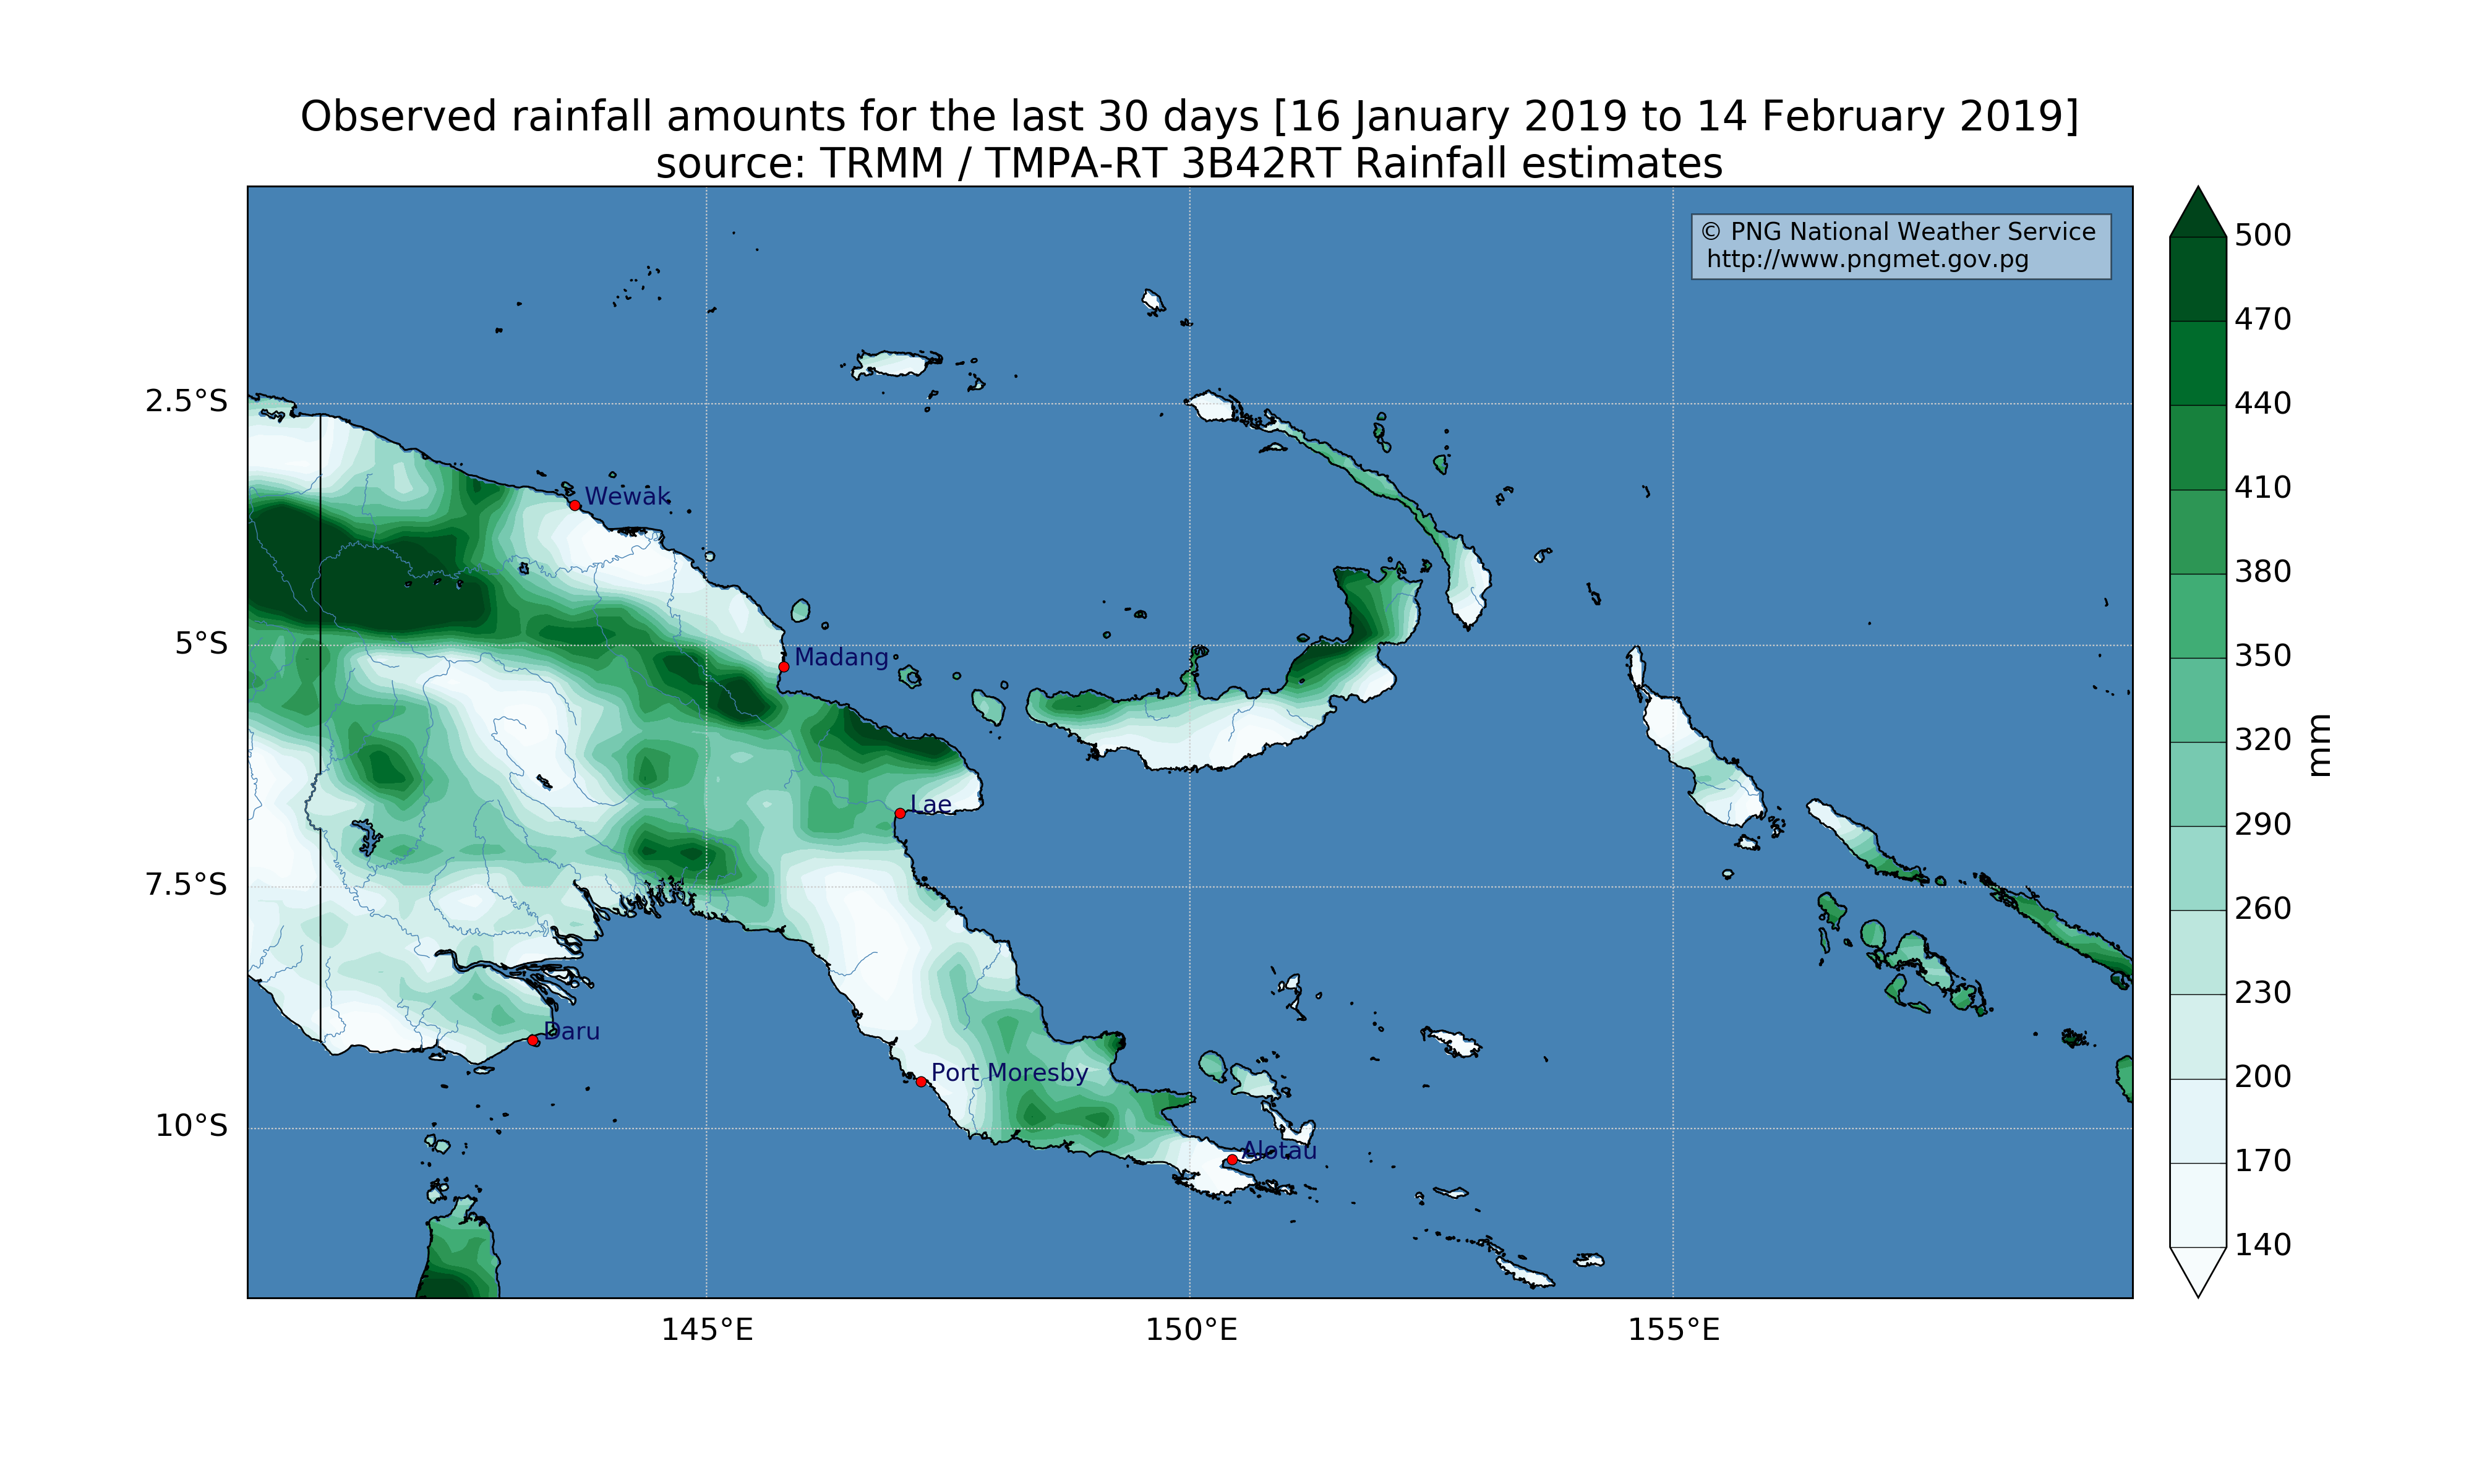 Observed rainfall amounts for the last 30 days [16 January 2019 to 14 February 2019]
source: TRMM / TMPA-RT 3B42RT Rainfall estimates
© PNG National Weather Service
http://www.pngmet.gov.pg
500
470
440
410
380
350
320
290
260
230
200
170
140
mm
2.5°S
5°S
7.5°S
10°S
Wewak
Madang
Lae
Daru
Port Moresby
Alotau
145°E
150°E
155°E